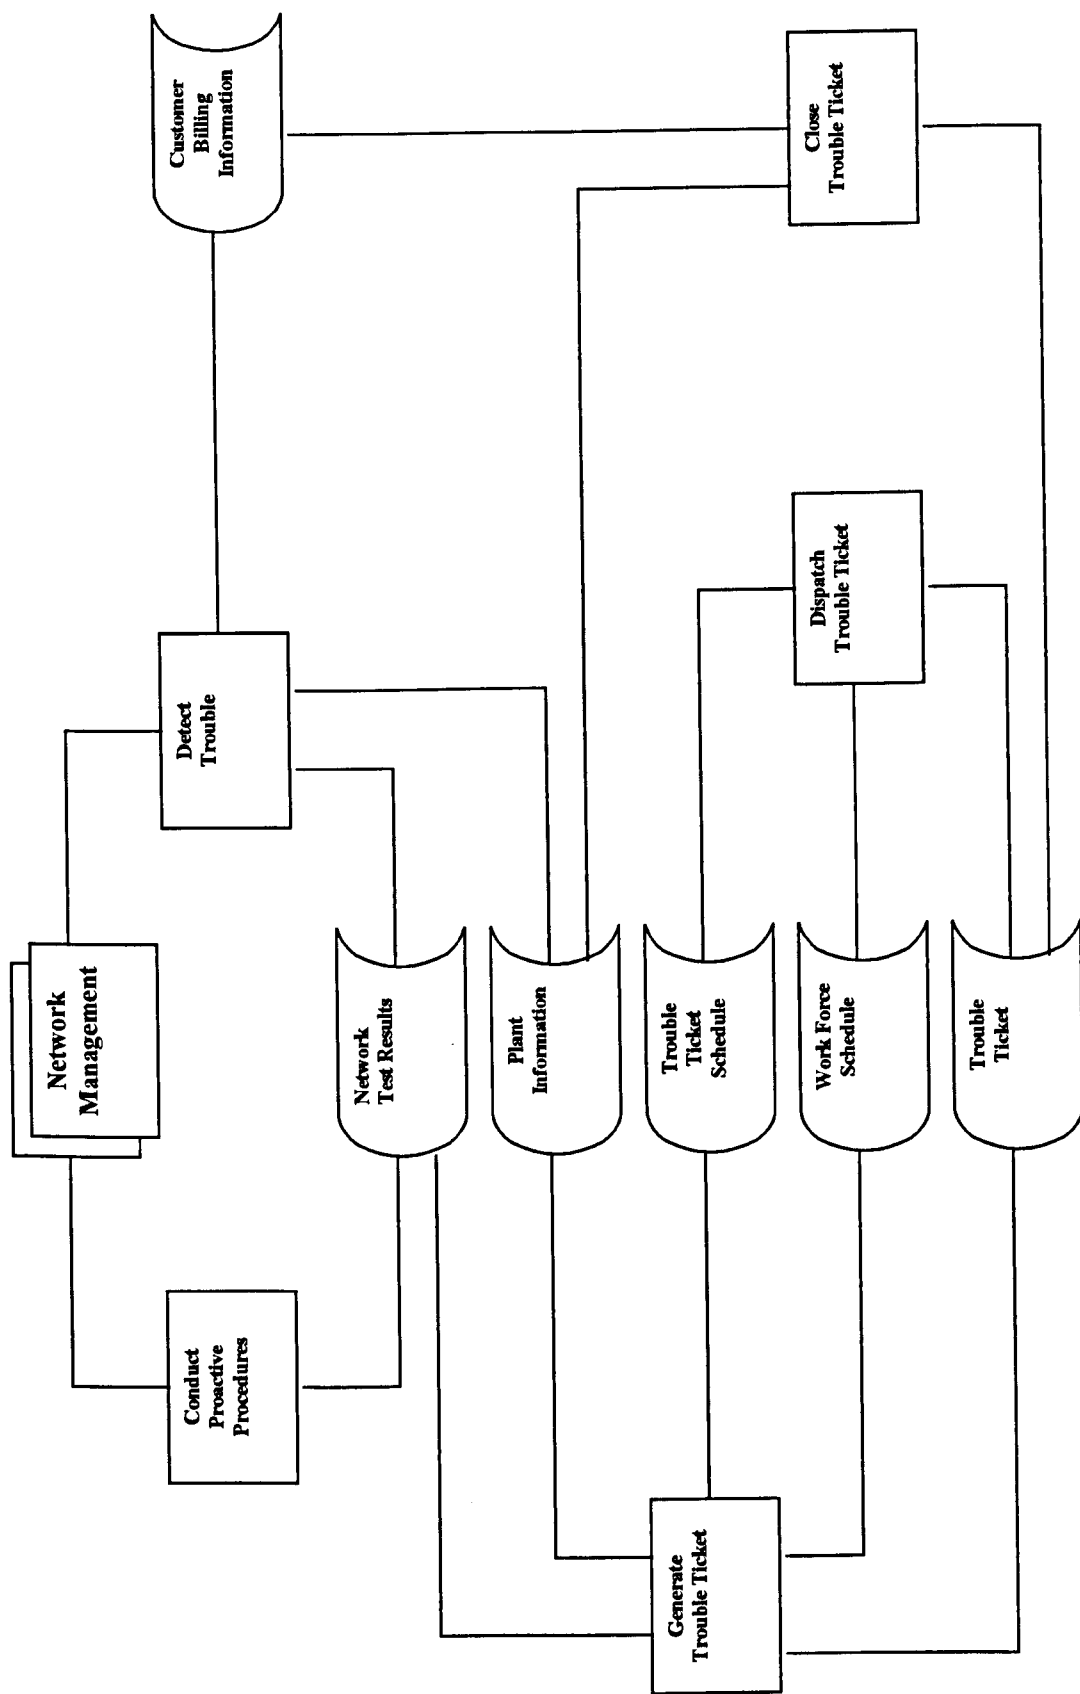 Network
Management
Conduct
Proactive
Procedures
Detect
Trouble
Customer
Billing
Information
Network
Test Results
Plant
Information
Trouble
Ticket
Schedule
Work Force
Schedule
Trouble
Ticket
Generate
Trouble Ticket
Dispatch
Trouble Ticket
Close
Trouble Ticket